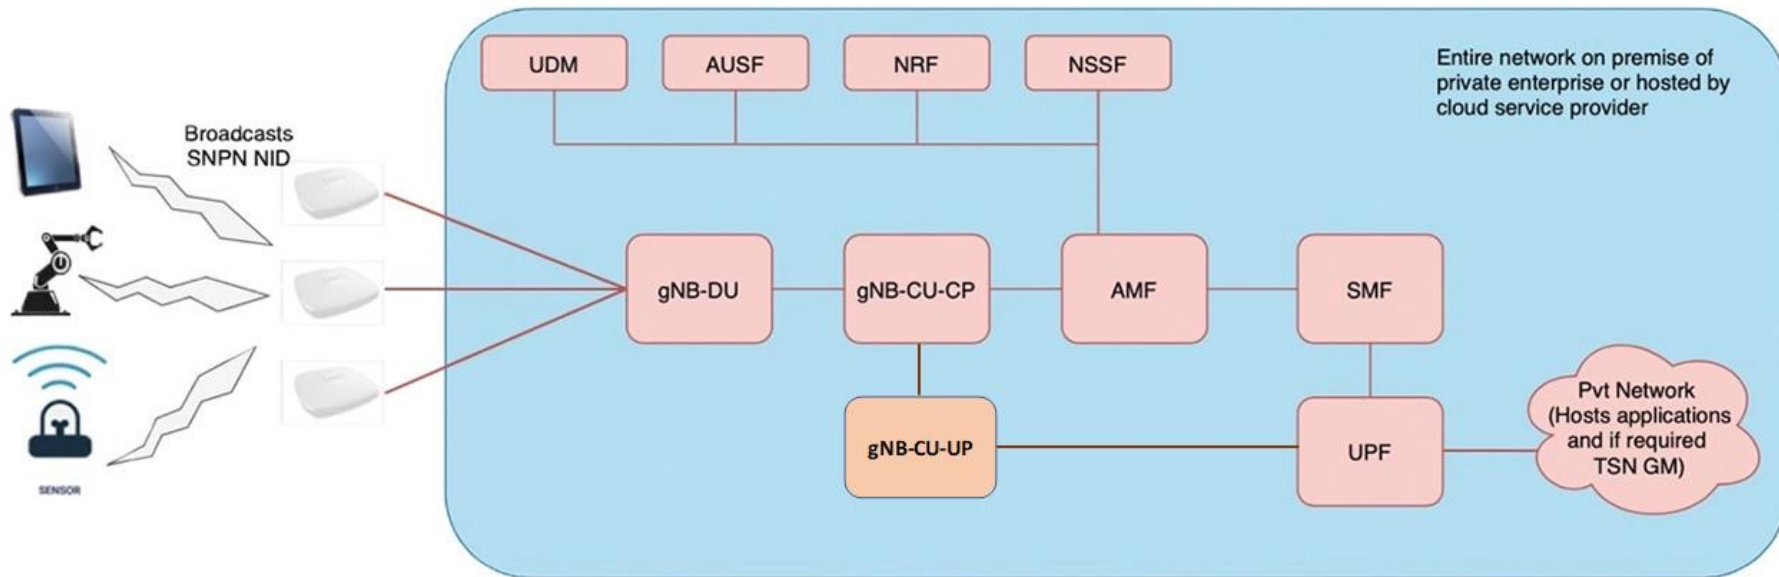 UDM
AUSF
NRF
NSSF
Entire network on premise of
private enterprise or hosted by
cloud service provider
Broadcasts
SNPN NID
gNB-DU
gNB-CU-CP
AMF
SMF
gNB-CU-UP
UPF
Pvt Network
(Hosts applications
and if required
TSN GM)
SENSOR